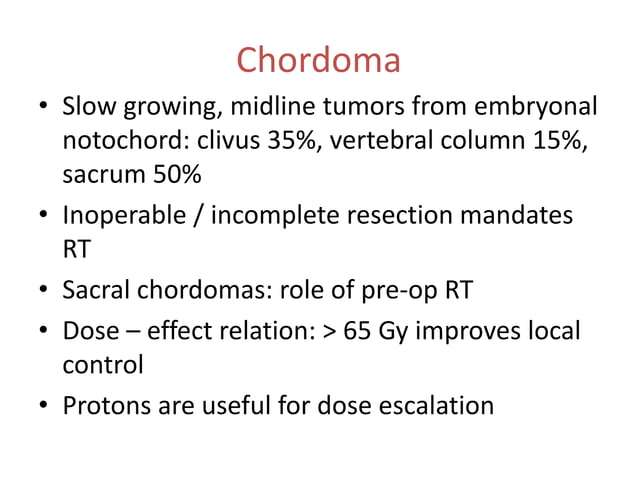 Chordoma
• Slow growing, midline tumors from embryonal
notochord: clivus 35%, vertebral column 15%,
sacrum 50%
• Inoperable / incomplete resection mandates
RT
• Sacral chordomas: role of pre-op RT
• Dose – effect relation: > 65 Gy improves local
control
• Protons are useful for dose escalation